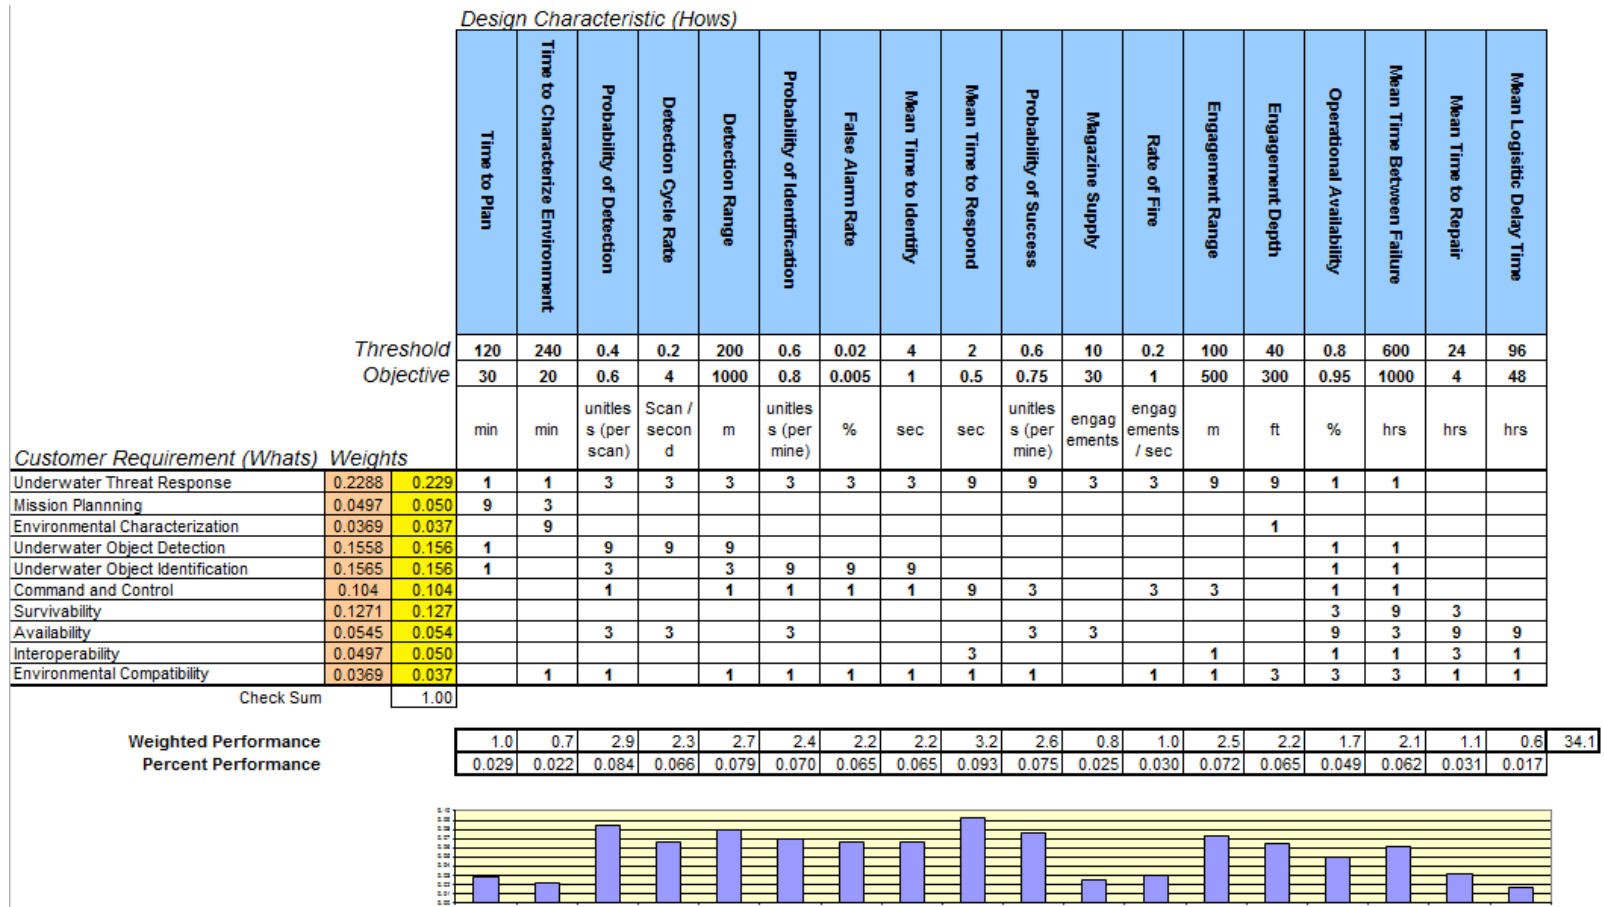 Design Characteristic (Hows)
Time to Plan
Time to Characterize Environment
Probability of Detection
Detection Cycle Rate
Detection Range
Probability of Identification
False Alarm Rate
Mean Time to Identify
Mean Time to Respond
Probability of Success
Magazine Supply
Rate of Fire
Engagement Range
Engagement Depth
Operational Availability
Mean Time Between Failure
Mean Time to Repair
Mean Logisitic Delay Time
Threshold 120 240 0.4 0.2 200 0.6 0.02 4 2 0.6 10 0.2 100 40 0.8 600 24 96
Objective 30 20 0.6 4 1000 0.8 0.005 1 0.5 0.75 30 1 500 300 0.95 1000 4 48
min
min
unitles
s (per
scan)
Scan /
secon
d
m
unitles
s (per
mine)
%
sec
sec
unitles
s (per
mine)
engag
ements
engag
ements
/ sec
m
ft
%
hrs
hrs
hrs
Customer Requirement (Whats) Weights
Underwater Threat Response 0.2288 0.229 1 1 3 3 3 3 3 3 9 9 3 3 9 9 1 1
Mission Plannning 0.0497 0.050 9 3
Environmental Characterization 0.0369 0.037 9 1
Underwater Object Detection 0.1558 0.156 1 9 9 9 1 1
Underwater Object Identification 0.1565 0.156 1 3 3 9 9 9 1 1
Command and Control 0.104 0.104 1 1 1 1 1 9 3 3 3 1 1
Survivability 0.1271 0.127 3 9 3
Availability 0.0545 0.054 3 3 3 3 3 9 3 9 9
Interoperability 0.0497 0.050 3 1 1 1 3 1
Environmental Compatibility 0.0369 0.037 1 1 1 1 1 1 1 1 1 1 3 3 3 1 1
Check Sum 1.00
Weighted Performance 1.0 0.7 2.9 2.3 2.7 2.4 2.2 2.2 3.2 2.6 0.8 1.0 2.5 2.2 1.7 2.1 1.1 0.6 34.1
Percent Performance 0.029 0.022 0.084 0.066 0.079 0.070 0.065 0.065 0.093 0.075 0.025 0.030 0.072 0.065 0.049 0.062 0.031 0.017